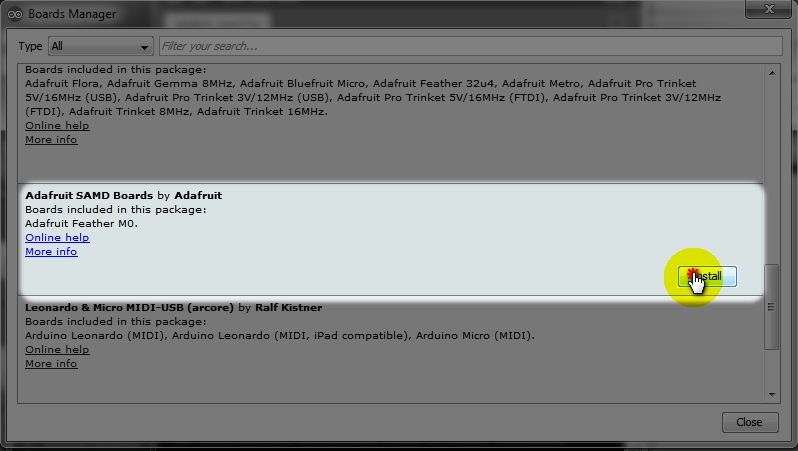 Boards Manager
Type All Filter your search...
Boards included in this package:
Adafruit Flora, Adafruit Gemma 8MHz, Adafruit Bluefruit Micro, Adafruit Feather 32u4, Adafruit Metro, Adafruit Pro Trinket
5V/16MHz (USB), Adafruit Pro Trinket 3V/12MHz (USB), Adafruit Pro Trinket 5V/16MHz (FTDI), Adafruit Pro Trinket 3V/12MHz
(FTDI), Adafruit Trinket 8MHz, Adafruit Trinket 16MHz.
Online help
More info
Adafruit SAMD Boards by Adafruit
Boards included in this package:
Adafruit Feather M0.
Online help
More info
Install
Leonardo & Micro MIDI-USB (arcore) by Ralf Kistner
Boards included in this package:
Arduino Leonardo (MIDI), Arduino Leonardo (MIDI, iPad compatible), Arduino Micro (MIDI).
Online help
More info
Close